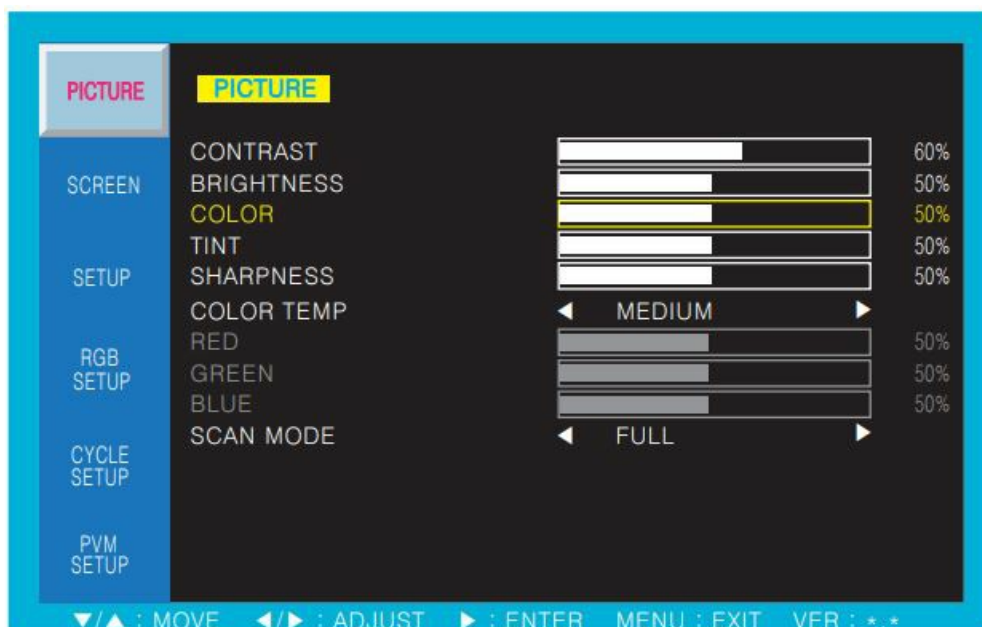 PICTURE
SCREEN
SETUP
RGB
SETUP
CYCLE
SETUP
PVM
SETUP
PICTURE
CONTRAST 60%
BRIGHTNESS 50%
COLOR 50%
TINT 50%
SHARPNESS 50%
COLOR TEMP ◀ MEDIUM ▶
RED 50%
GREEN 50%
BLUE 50%
SCAN MODE ◀ FULL ▶
▼/▲ : MOVE ◀/▶ : ADJUST ▶ : ENTER MENU : EXIT VER : * *